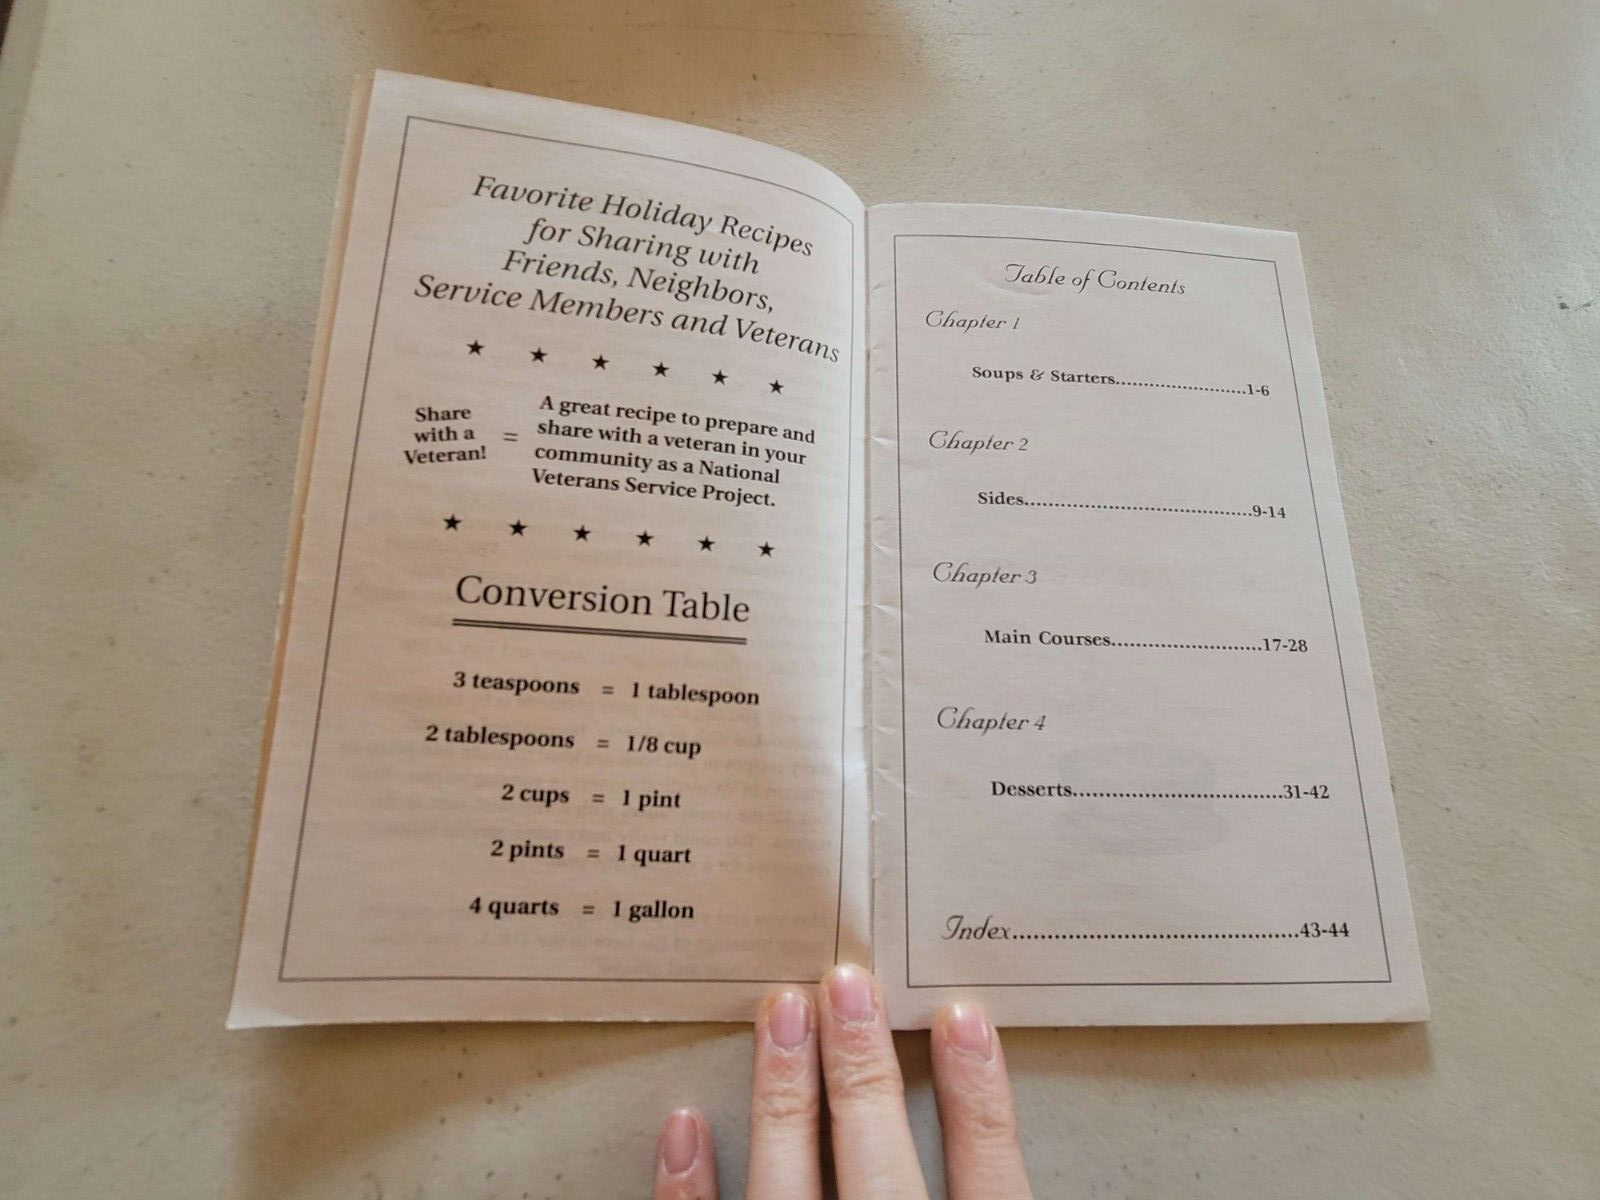 Favorite Holiday Recipes
for Sharing with
Friends, Neighbors,
Service Members and Veterans
★ ★ ★ ★ ★ ★
Share
with a
Veteran!
=
A great recipe to prepare and
share with a veteran in your
community as a National
Veterans Service Project.
★ ★ ★ ★ ★ ★
Conversion Table
3 teaspoons = 1 tablespoon
2 tablespoons = 1/8 cup
2 cups = 1 pint
2 pints = 1 quart
4 quarts = 1 gallon
Table of Contents
Chapter 1
Soups & Starters....................1-6
Chapter 2
Sides...................................9-14
Chapter 3
Main Courses.......................17-28
Chapter 4
Desserts................................31-42
Index...........................................43-44